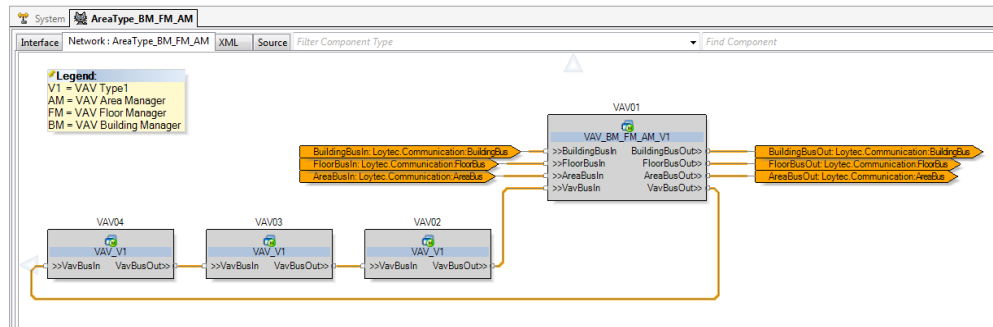 System AreaType_BM_FM_AM
Interface Network : AreaType_BM_FM_AM XML Source Filter Component Type Find Component
Legend:
V1 = VAV Type1
AM = VAV Area Manager
FM = VAV Floor Manager
BM = VAV Building Manager
VAV01
VAV_BM_FM_AM_V1
BuildingBusIn: Loytec.Communication:BuildingBus >>BuildingBusIn BuildingBusOut>> BuildingBusOut: Loytec.Communication:BuildingBus
FloorBusIn: Loytec.Communication:FloorBus >>FloorBusIn FloorBusOut>> FloorBusOut: Loytec.Communication:FloorBus
AreaBusIn: Loytec.Communication:AreaBus >>AreaBusIn AreaBusOut>> AreaBusOut: Loytec.Communication:AreaBus
>>VavBusIn VavBusOut>>
VAV04 VAV03 VAV02
VAV_V1 VAV_V1 VAV_V1
>>VavBusIn VavBusOut>> >>VavBusIn VavBusOut>> >>VavBusIn VavBusOut>>